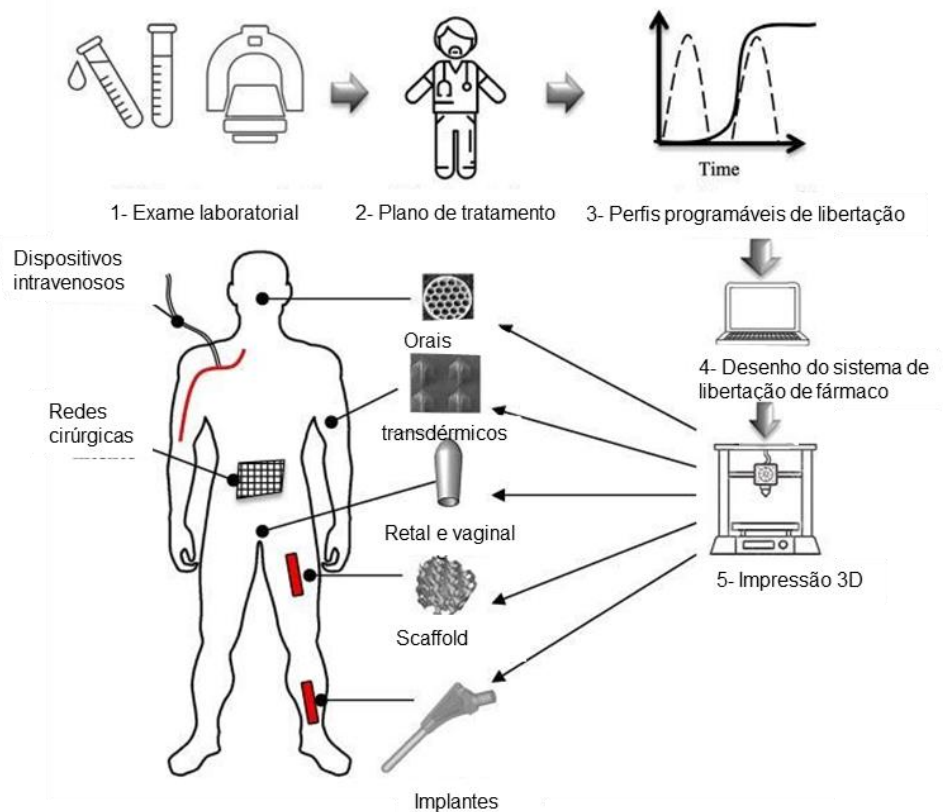 Time
1- Exame laboratorial
2- Plano de tratamento
3- Perfis programáveis de libertação
Dispositivos
intravenosos
Orais
4- Desenho do sistema de
libertação de fármaco
Redes
cirúrgicas
transdérmicos
Retal e vaginal
5- Impressão 3D
Scaffold
Implantes